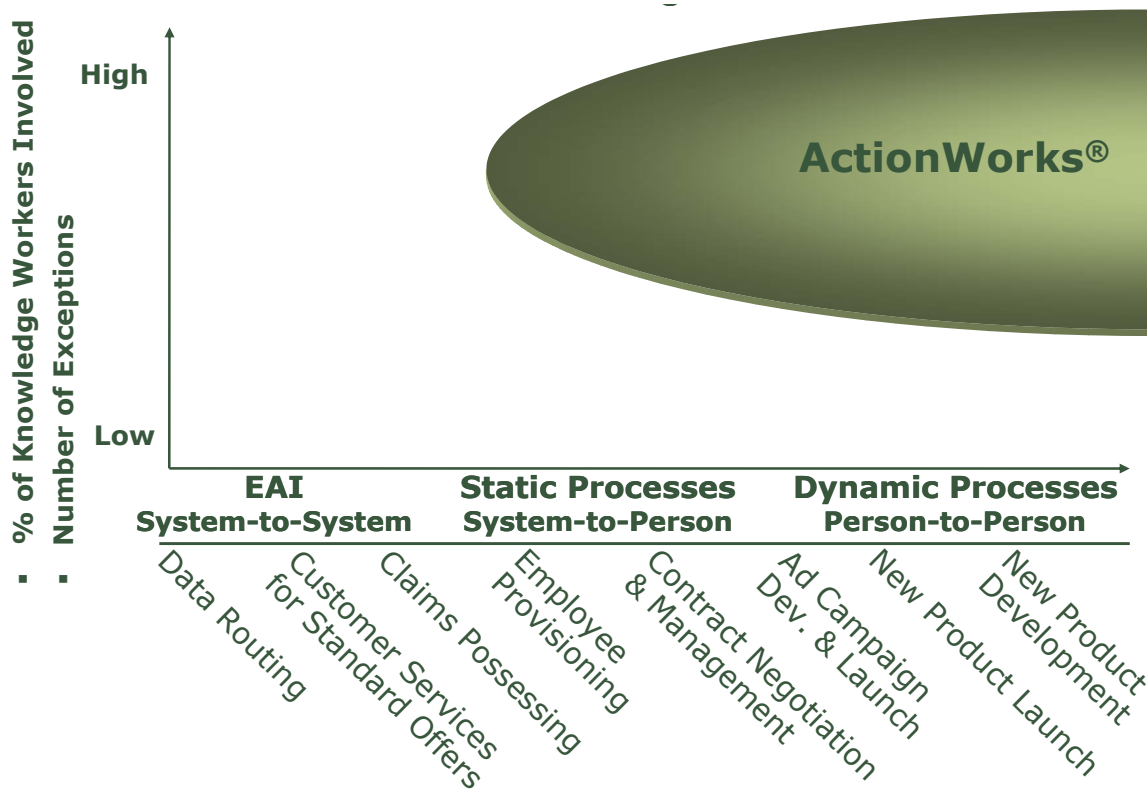 ▪ % of Knowledge Workers Involved
▪ Number of Exceptions
High
ActionWorks®
Low
EAI
System-to-System
Static Processes
System-to-Person
Dynamic Processes
Person-to-Person
Data Routing
Customer Services
for Standard Offers
Claims Possessing
Employee
Provisioning
Contract Negotiation
& Management
Ad Campaign
Dev. & Launch
New Product Launch
New Product
Development